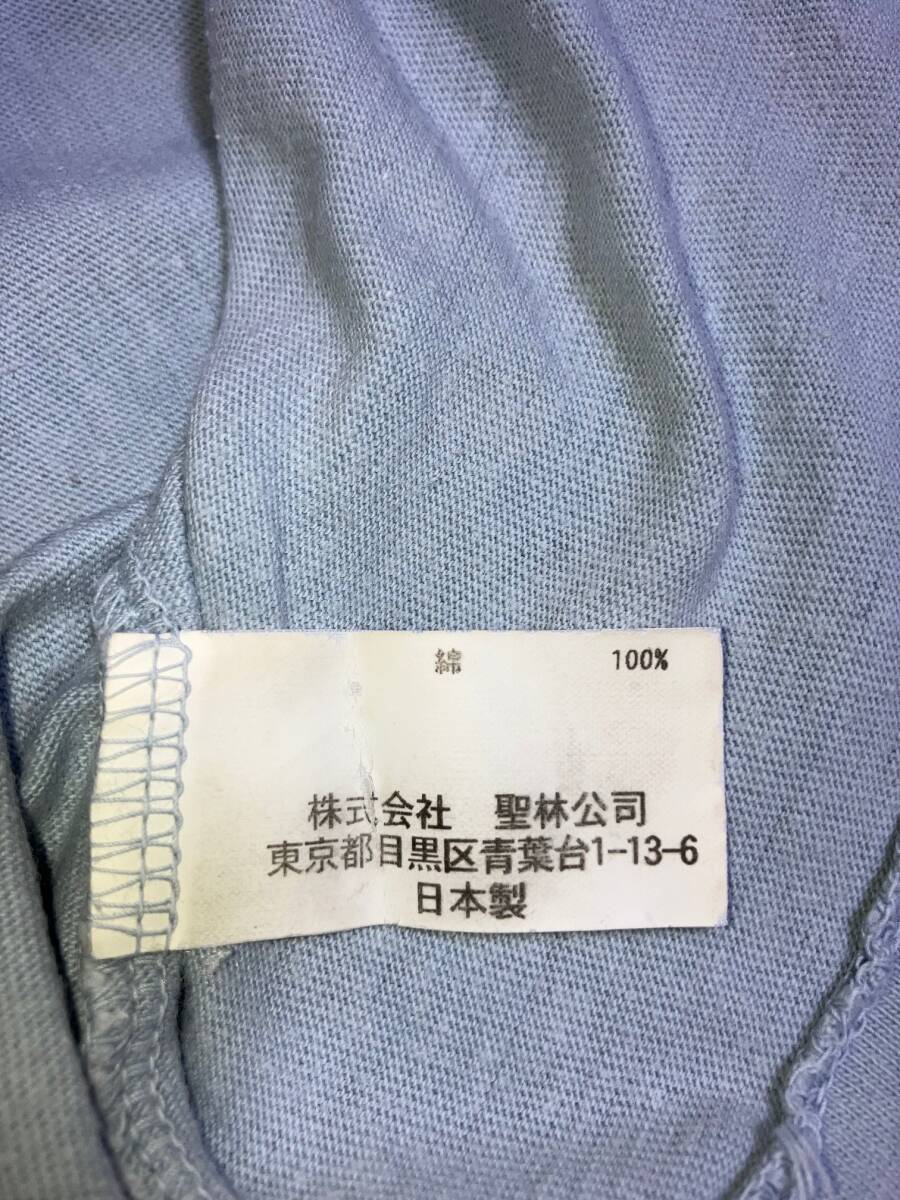 綿 100%
株式会社 聖林公司
東京都目黒区青葉台1-13-6
日本製